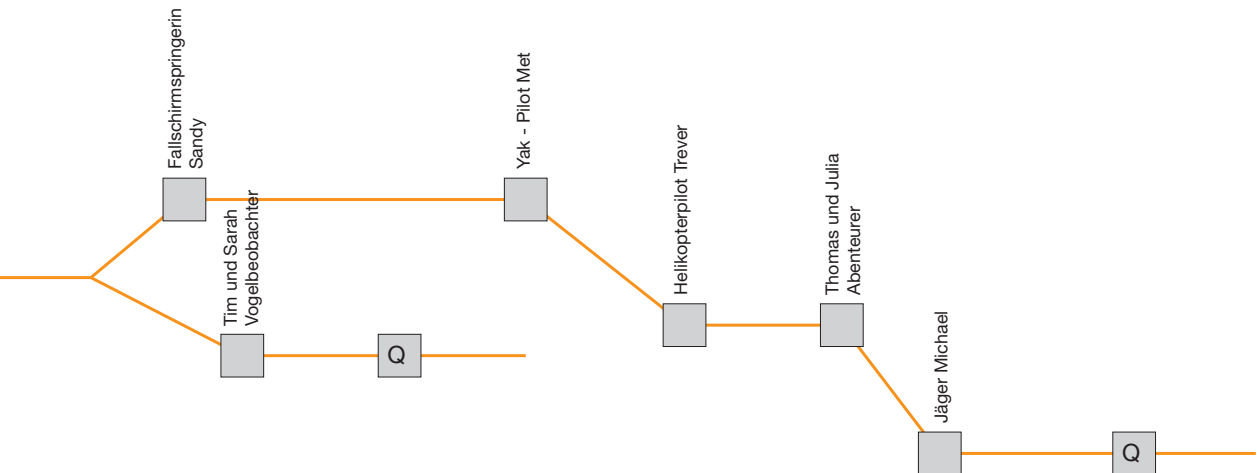 Fallschirmspringerin
Sandy
Tim und Sarah
Vogelbeobachter
Q
Yak - Pilot Met
Helikopterpilot Trever
Thomas und Julia
Abenteurer
Jäger Michael
Q